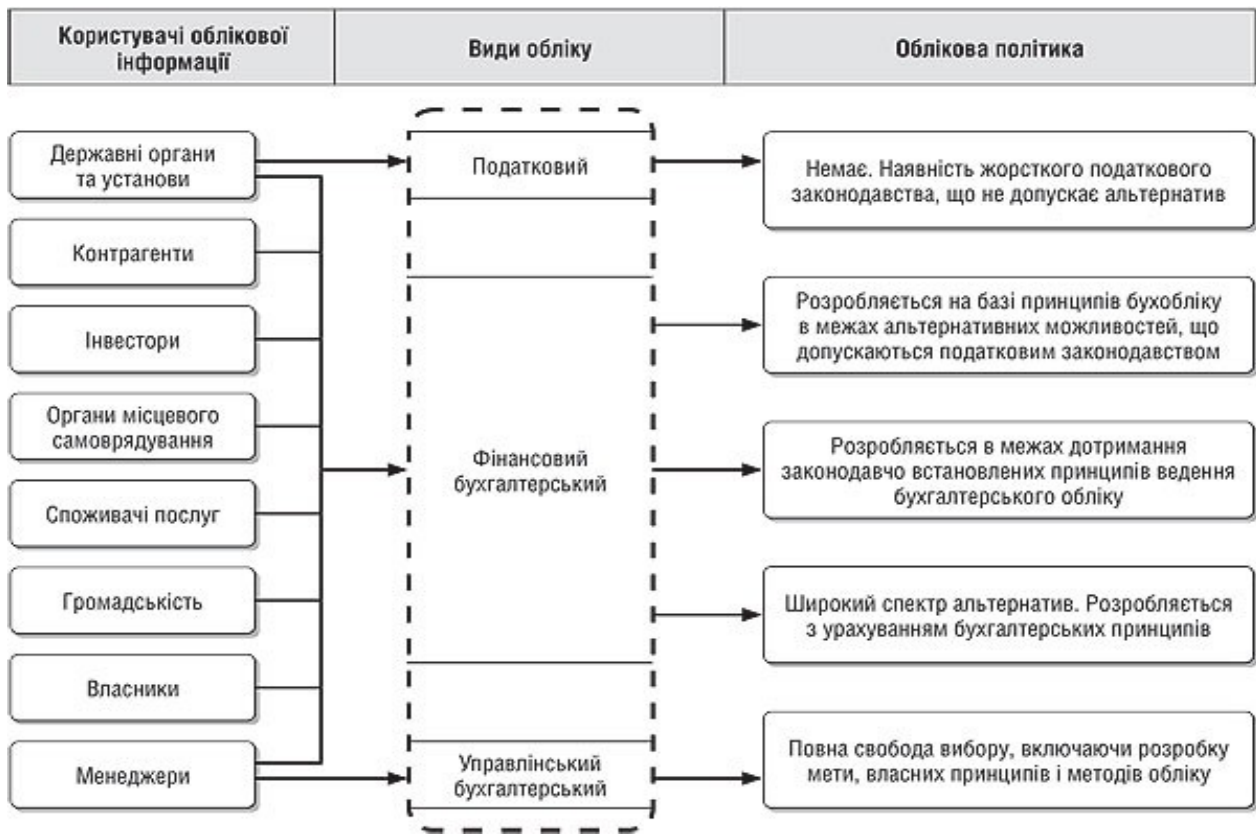 Користувачі облікової
інформації
Види обліку
Облікова політика
Державні органи
та установи
Контрагенти
Інвестори
Органи місцевого
самоврядування
Споживачі послуг
Громадськість
Власники
Менеджери
Податковий
Фінансовий
бухгалтерський
Управлінський
бухгалтерський
Немає. Наявність жорсткого податкового
законодавства, що не допускає альтернатив
Розробляється на базі принципів бухобліку
в межах альтернативних можливостей, що
допускаються податковим законодавством
Розробляється в межах дотримання
законодавчо встановлених принципів ведення
бухгалтерського обліку
Широкий спектр альтернатив. Розробляється
з урахуванням бухгалтерських принципів
Повна свобода вибору, включаючи розробку
мети, власних принципів і методів обліку